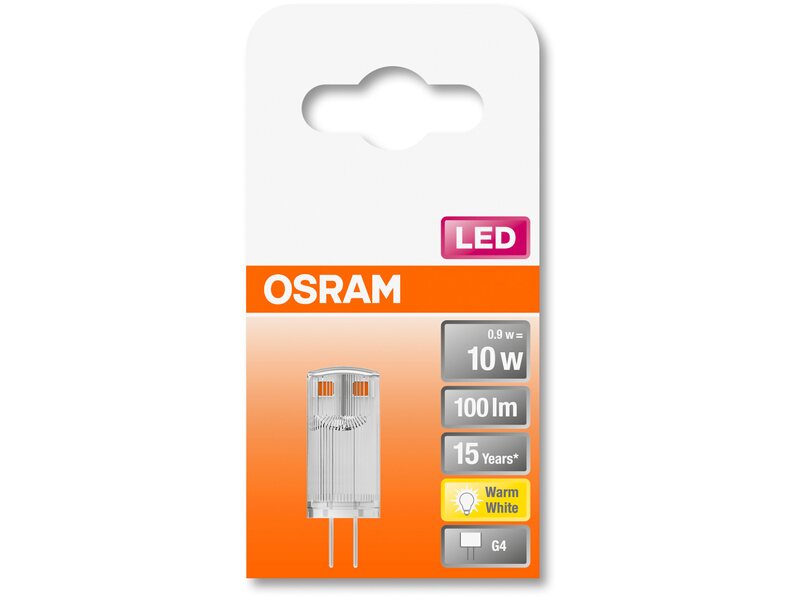 LED
OSRAM
0.9 w=
10 w
100 lm
15 Years*
Warm
White
G4